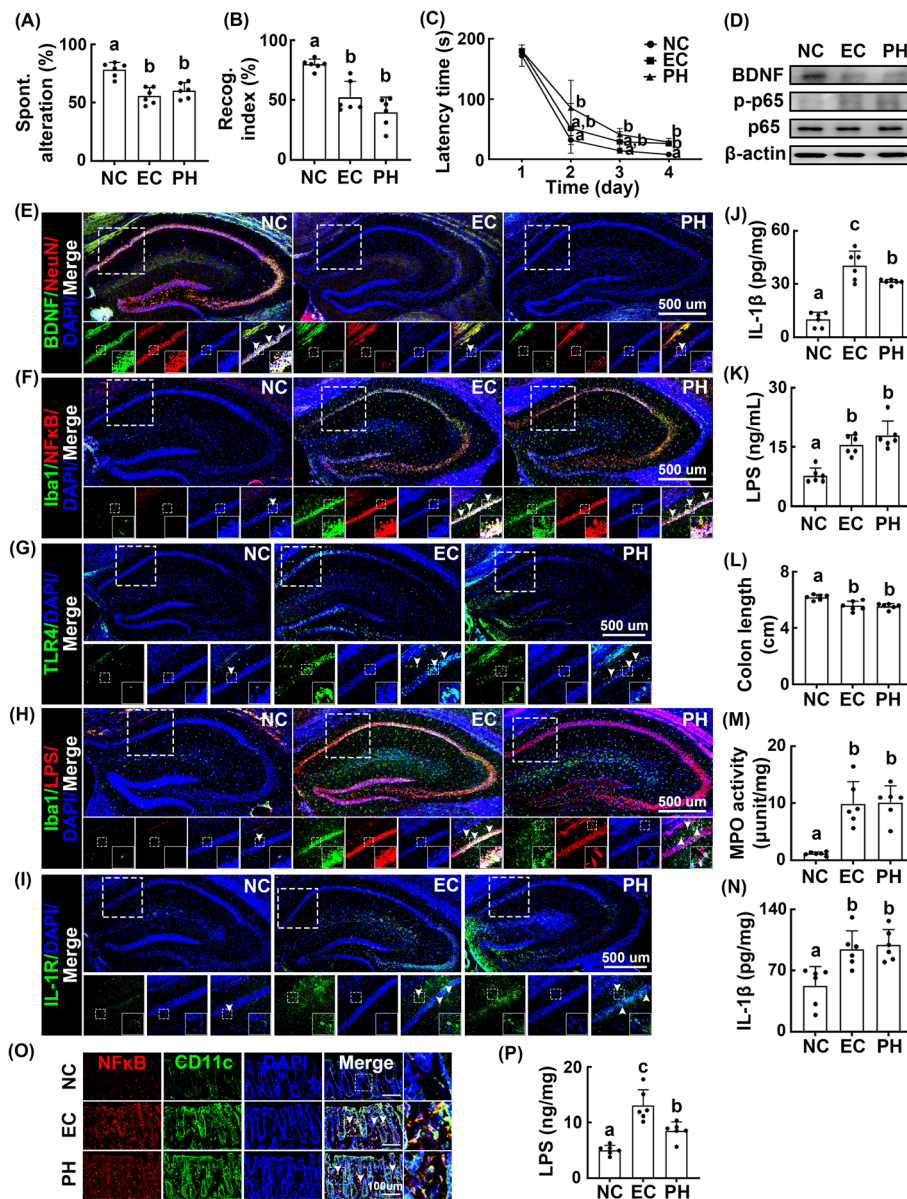 (A)
Spont.
alteration (%)
100
50
0
a
b
b
NC
EC
PH
(B)
Recog.
index (%)
100
50
0
a
b
b
NC
EC
PH
(C)
Latency time (s)
200
100
0
NC
EC
PH
b
a,b
a
b
a,b
a
b
b
a
1
2
3
4
Time (day)
(D)
NC EC PH
BDNF
p-p65
p65
β-actin
(E)
BDNF/NeuN/
DAPI/Merge
NC
EC
PH
500 um
(F)
Iba1/NFκB/
DAPI/Merge
NC
EC
PH
500 um
(G)
TLR4/DAPI/
Merge
NC
EC
PH
500 um
(H)
Iba1/LPS/
DAPI/Merge
NC
EC
PH
500 um
(I)
IL-1R/DAPI/
Merge
NC
EC
PH
500 um
(J)
IL-1β (pg/mg)
60
30
0
a
c
b
NC
EC
PH
(K)
LPS (ng/mL)
30
15
0
a
b
b
NC
EC
PH
(L)
Colon length
(cm)
12
6
0
a
b
b
NC
EC
PH
(M)
MPO activity
(μunit/mg)
20
10
0
a
b
b
NC
EC
PH
(N)
IL-1β (pg/mg)
140
70
0
a
b
b
NC
EC
PH
(O)
NFκB CD11c DAPI Merge
NC
EC
PH
100um
(P)
LPS (ng/mg)
20
10
0
a
c
b
NC
EC
PH